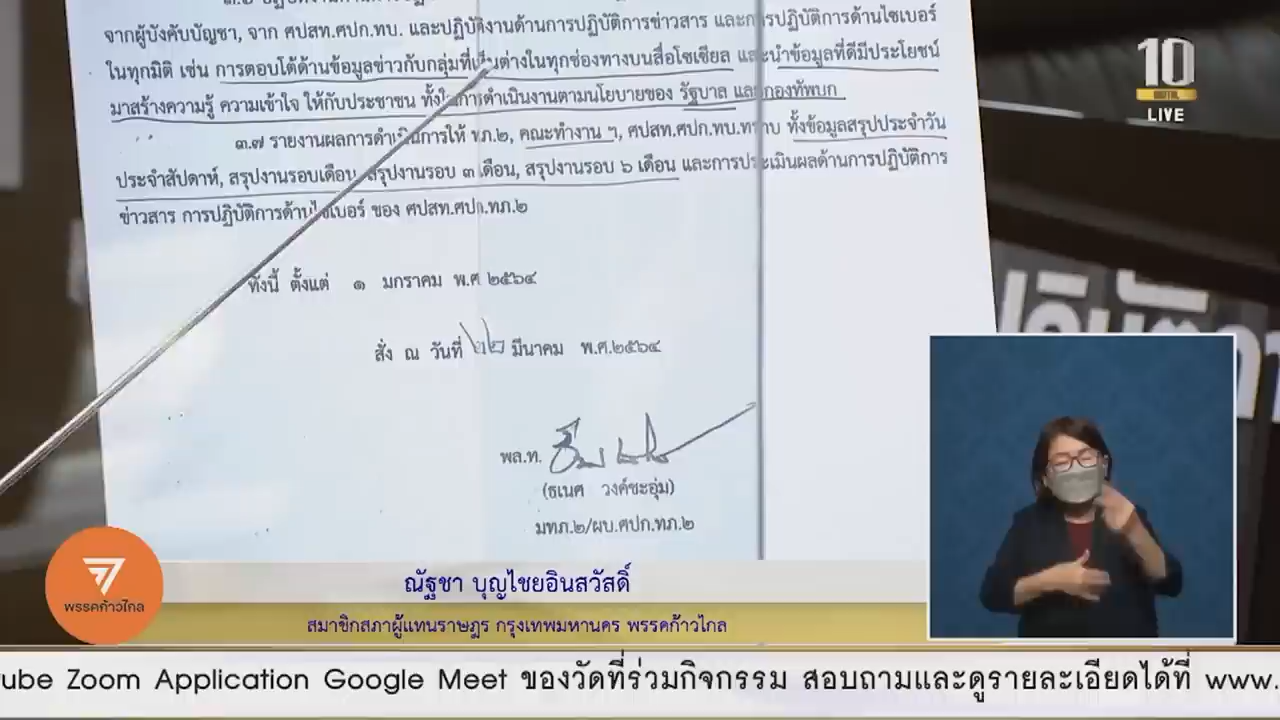 จากผู้บังคับบัญชา, จาก ศปสท.ศปก.ทบ. และปฏิบัติงานด้านการปฏิบัติการข่าวสาร และการปฏิบัติการด้านไซเบอร์
ในทุกมิติ เช่น การตอบโต้ด้านข้อมูลข่าวกับกลุ่มที่เห็นต่างในทุกช่องทางบนสื่อโซเชียล และนำข้อมูลที่ดีมีประโยชน์
มาสร้างความรู้ ความเข้าใจ ให้กับประชาชน ทั้งในการดำเนินงานตามนโยบายของ รัฐบาล และกองทัพบก
๓.๗ รายงานผลการดำเนินการให้ ทภ.๒, คณะทำงาน ฯ, ศปสท.ศปก.ทบ.ทราบ ทั้งข้อมูลสรุปประจำวัน
ประจำสัปดาห์, สรุปงานรอบเดือน, สรุปงานรอบ ๓ เดือน, สรุปงานรอบ ๖ เดือน และการประเมินผลด้านการปฏิบัติการ
ข่าวสาร การปฏิบัติการด้านไซเบอร์ ของ ศปสท.ศปก.ทภ.๒
ทั้งนี้ ตั้งแต่ ๑ มกราคม พ.ศ ๒๕๖๔
สั่ง ณ วันที่ ๒๒ มีนาคม พ.ศ.๒๕๖๔
พล.ท.
(ธเนศ วงศ์ชะอุ่ม)
มทภ.๒/ผบ.ศปก.ทภ.๒
10
DIGITAL
LIVE
พรรคก้าวไกล
ณัฐชา บุญไชยอินสวัสดิ์
สมาชิกสภาผู้แทนราษฎร กรุงเทพมหานคร พรรคก้าวไกล
ube Zoom Application Google Meet ของวัดที่ร่วมกิจกรรม สอบถามและดูรายละเอียดได้ที่ www.